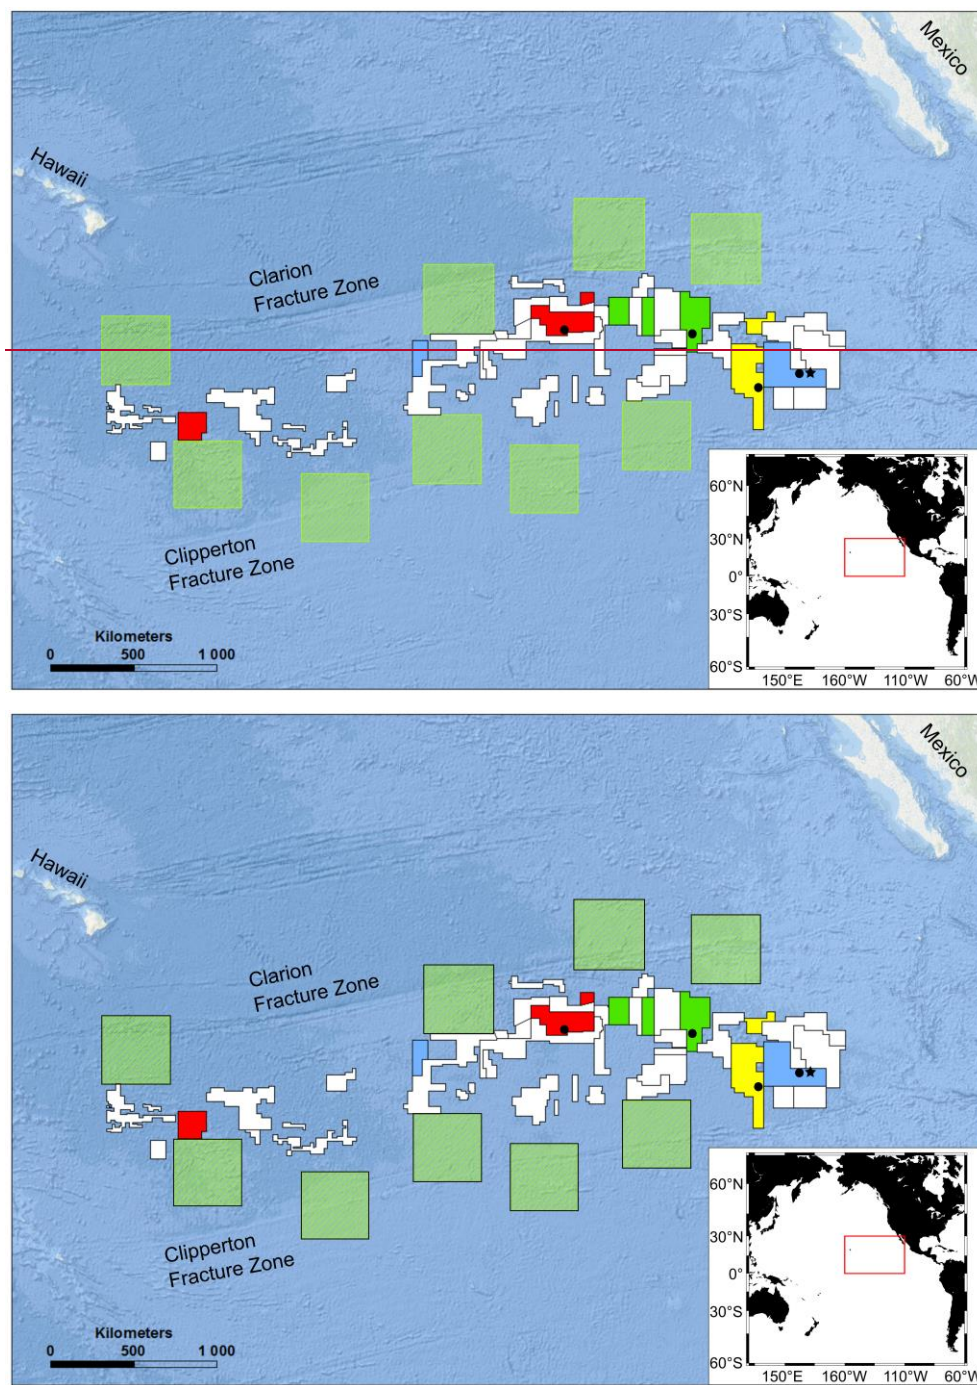 Mexico
Hawaii
Clarion
Fracture Zone
Clipperton
Fracture Zone
Kilometers
0 500 1 000
60°N
30°N
0°
30°S
60°S
150°E 160°W 110°W 60°W
Mexico
Hawaii
Clarion
Fracture Zone
Clipperton
Fracture Zone
Kilometers
0 500 1 000
60°N
30°N
0°
30°S
60°S
150°E 160°W 110°W 60°W